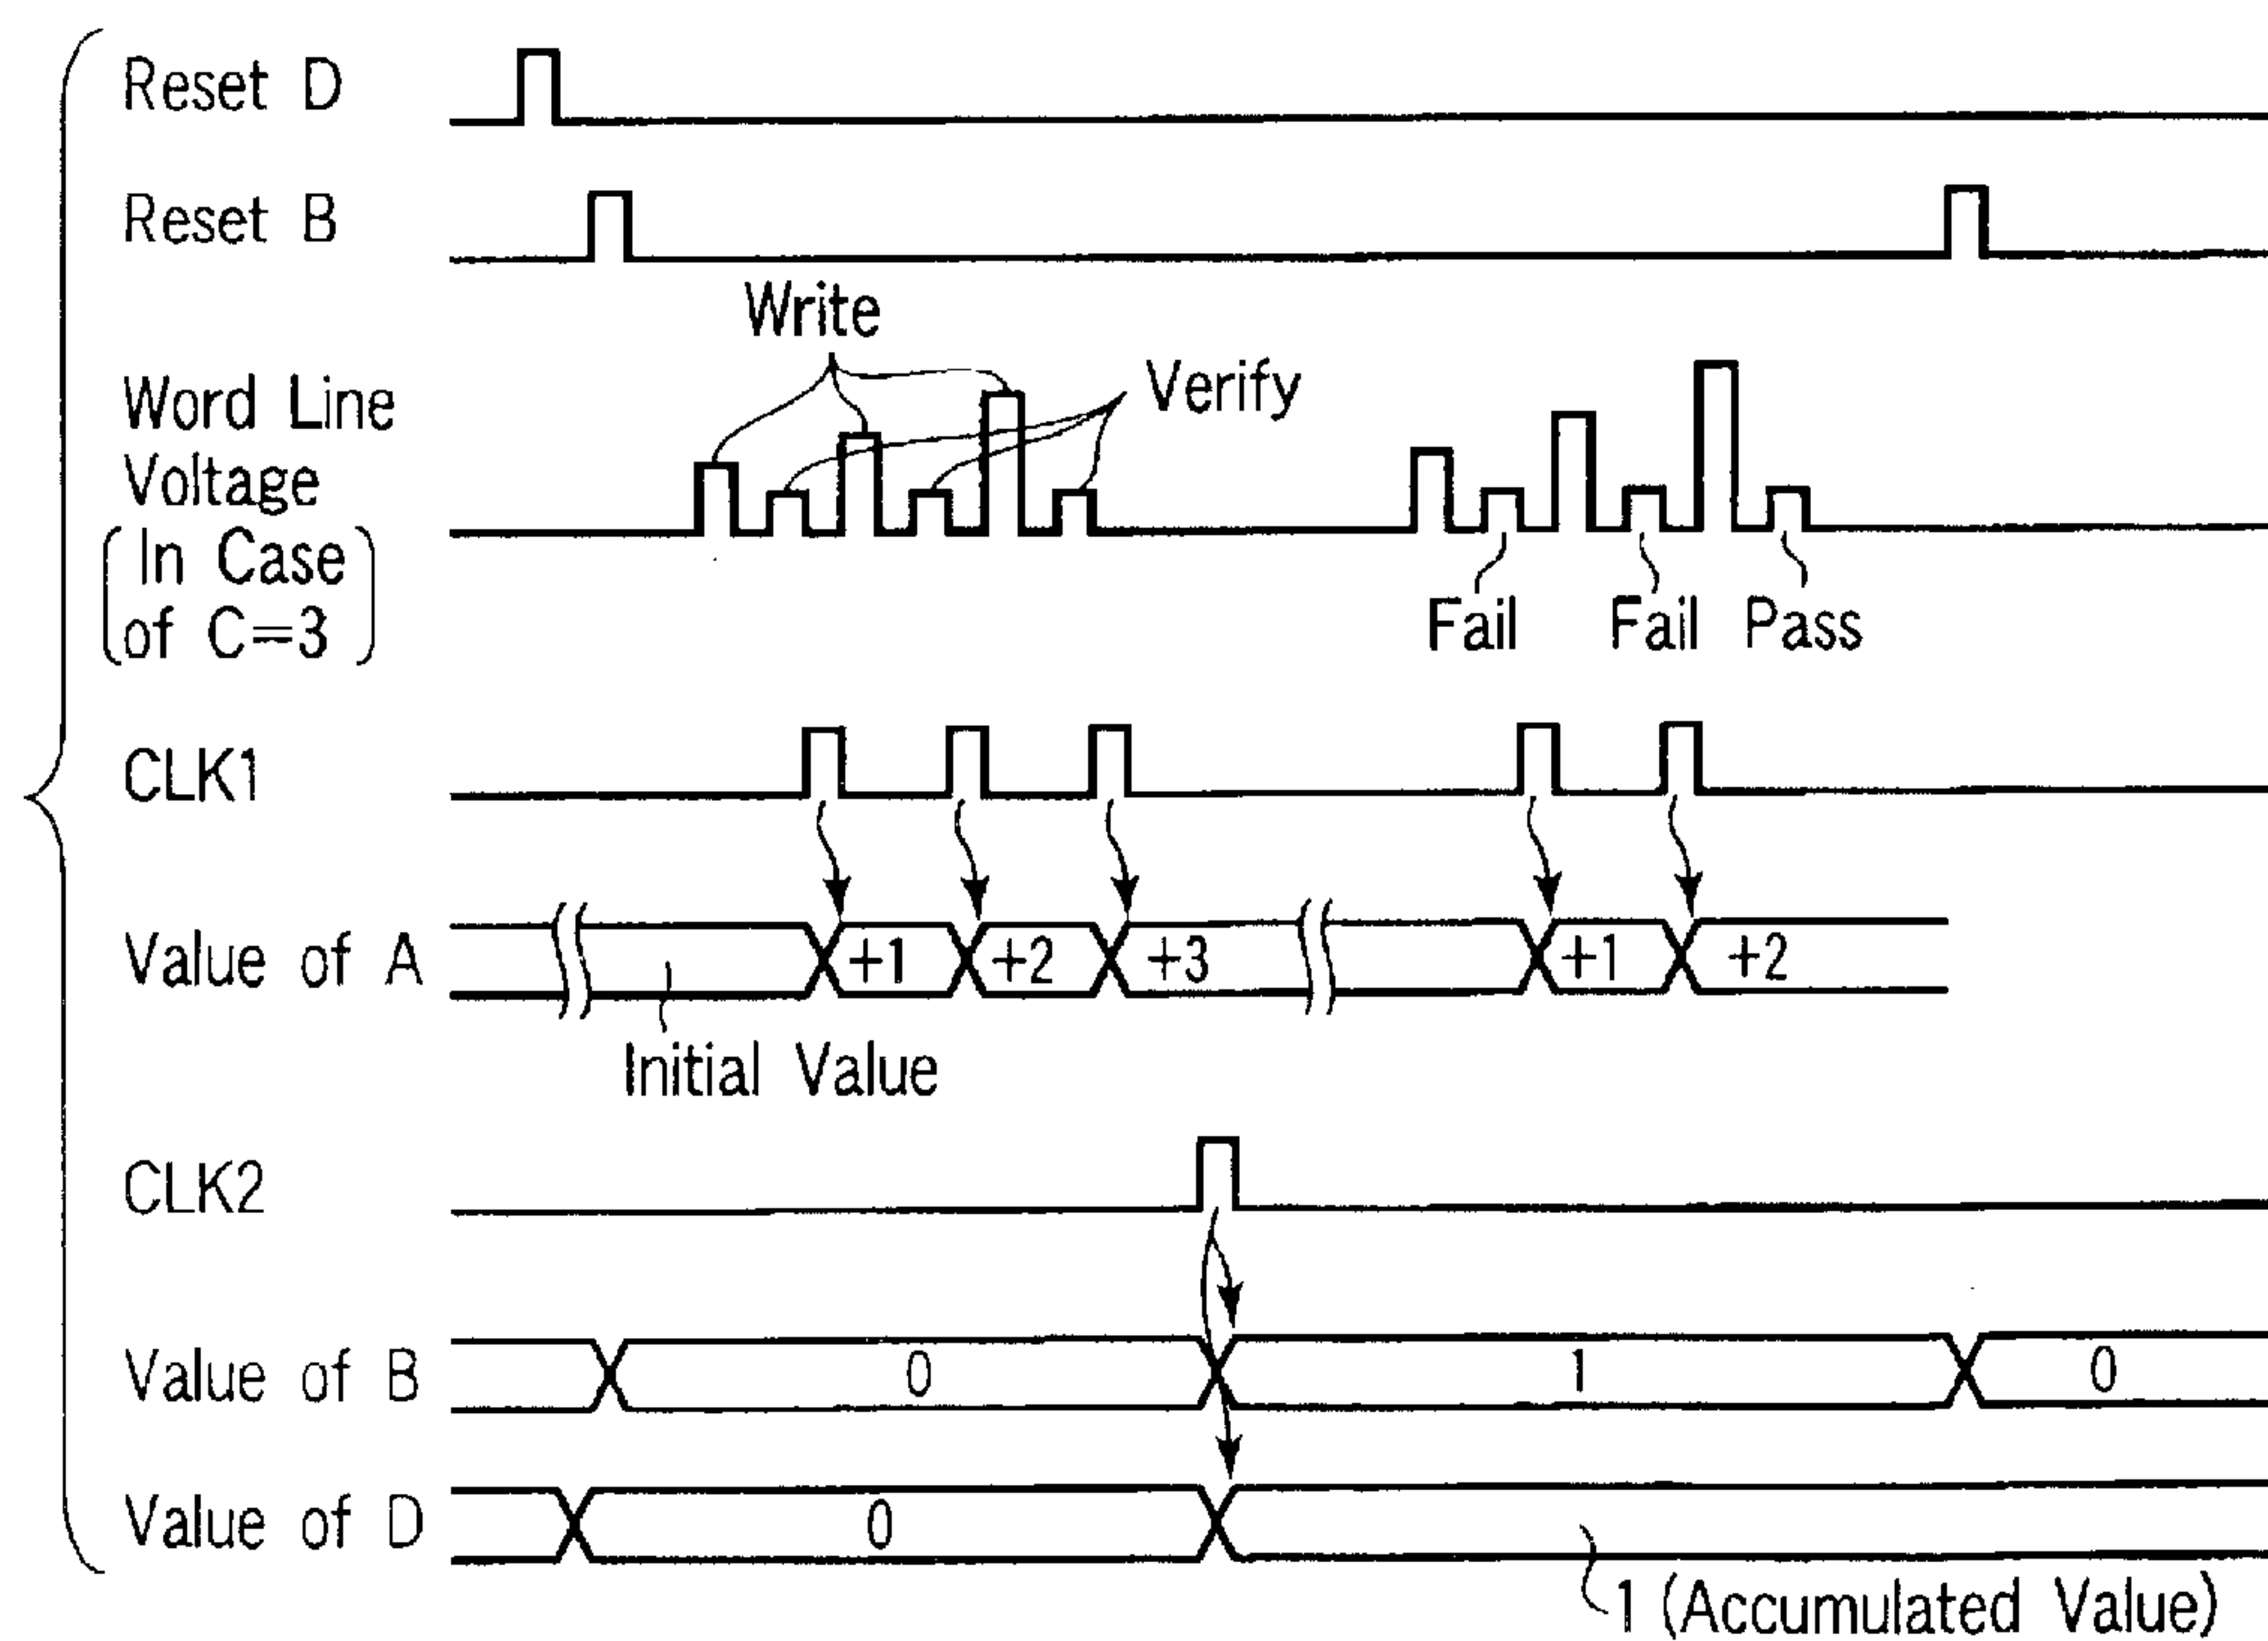 Reset D
Reset B
Write
Verify
Word Line
Voltage
(In Case
of C=3)
Fail Fail Pass
CLK1
Value of A +1 +2 +3 +1 +2
Initial Value
CLK2
Value of B 0 1 0
Value of D 0
1 (Accumulated Value)